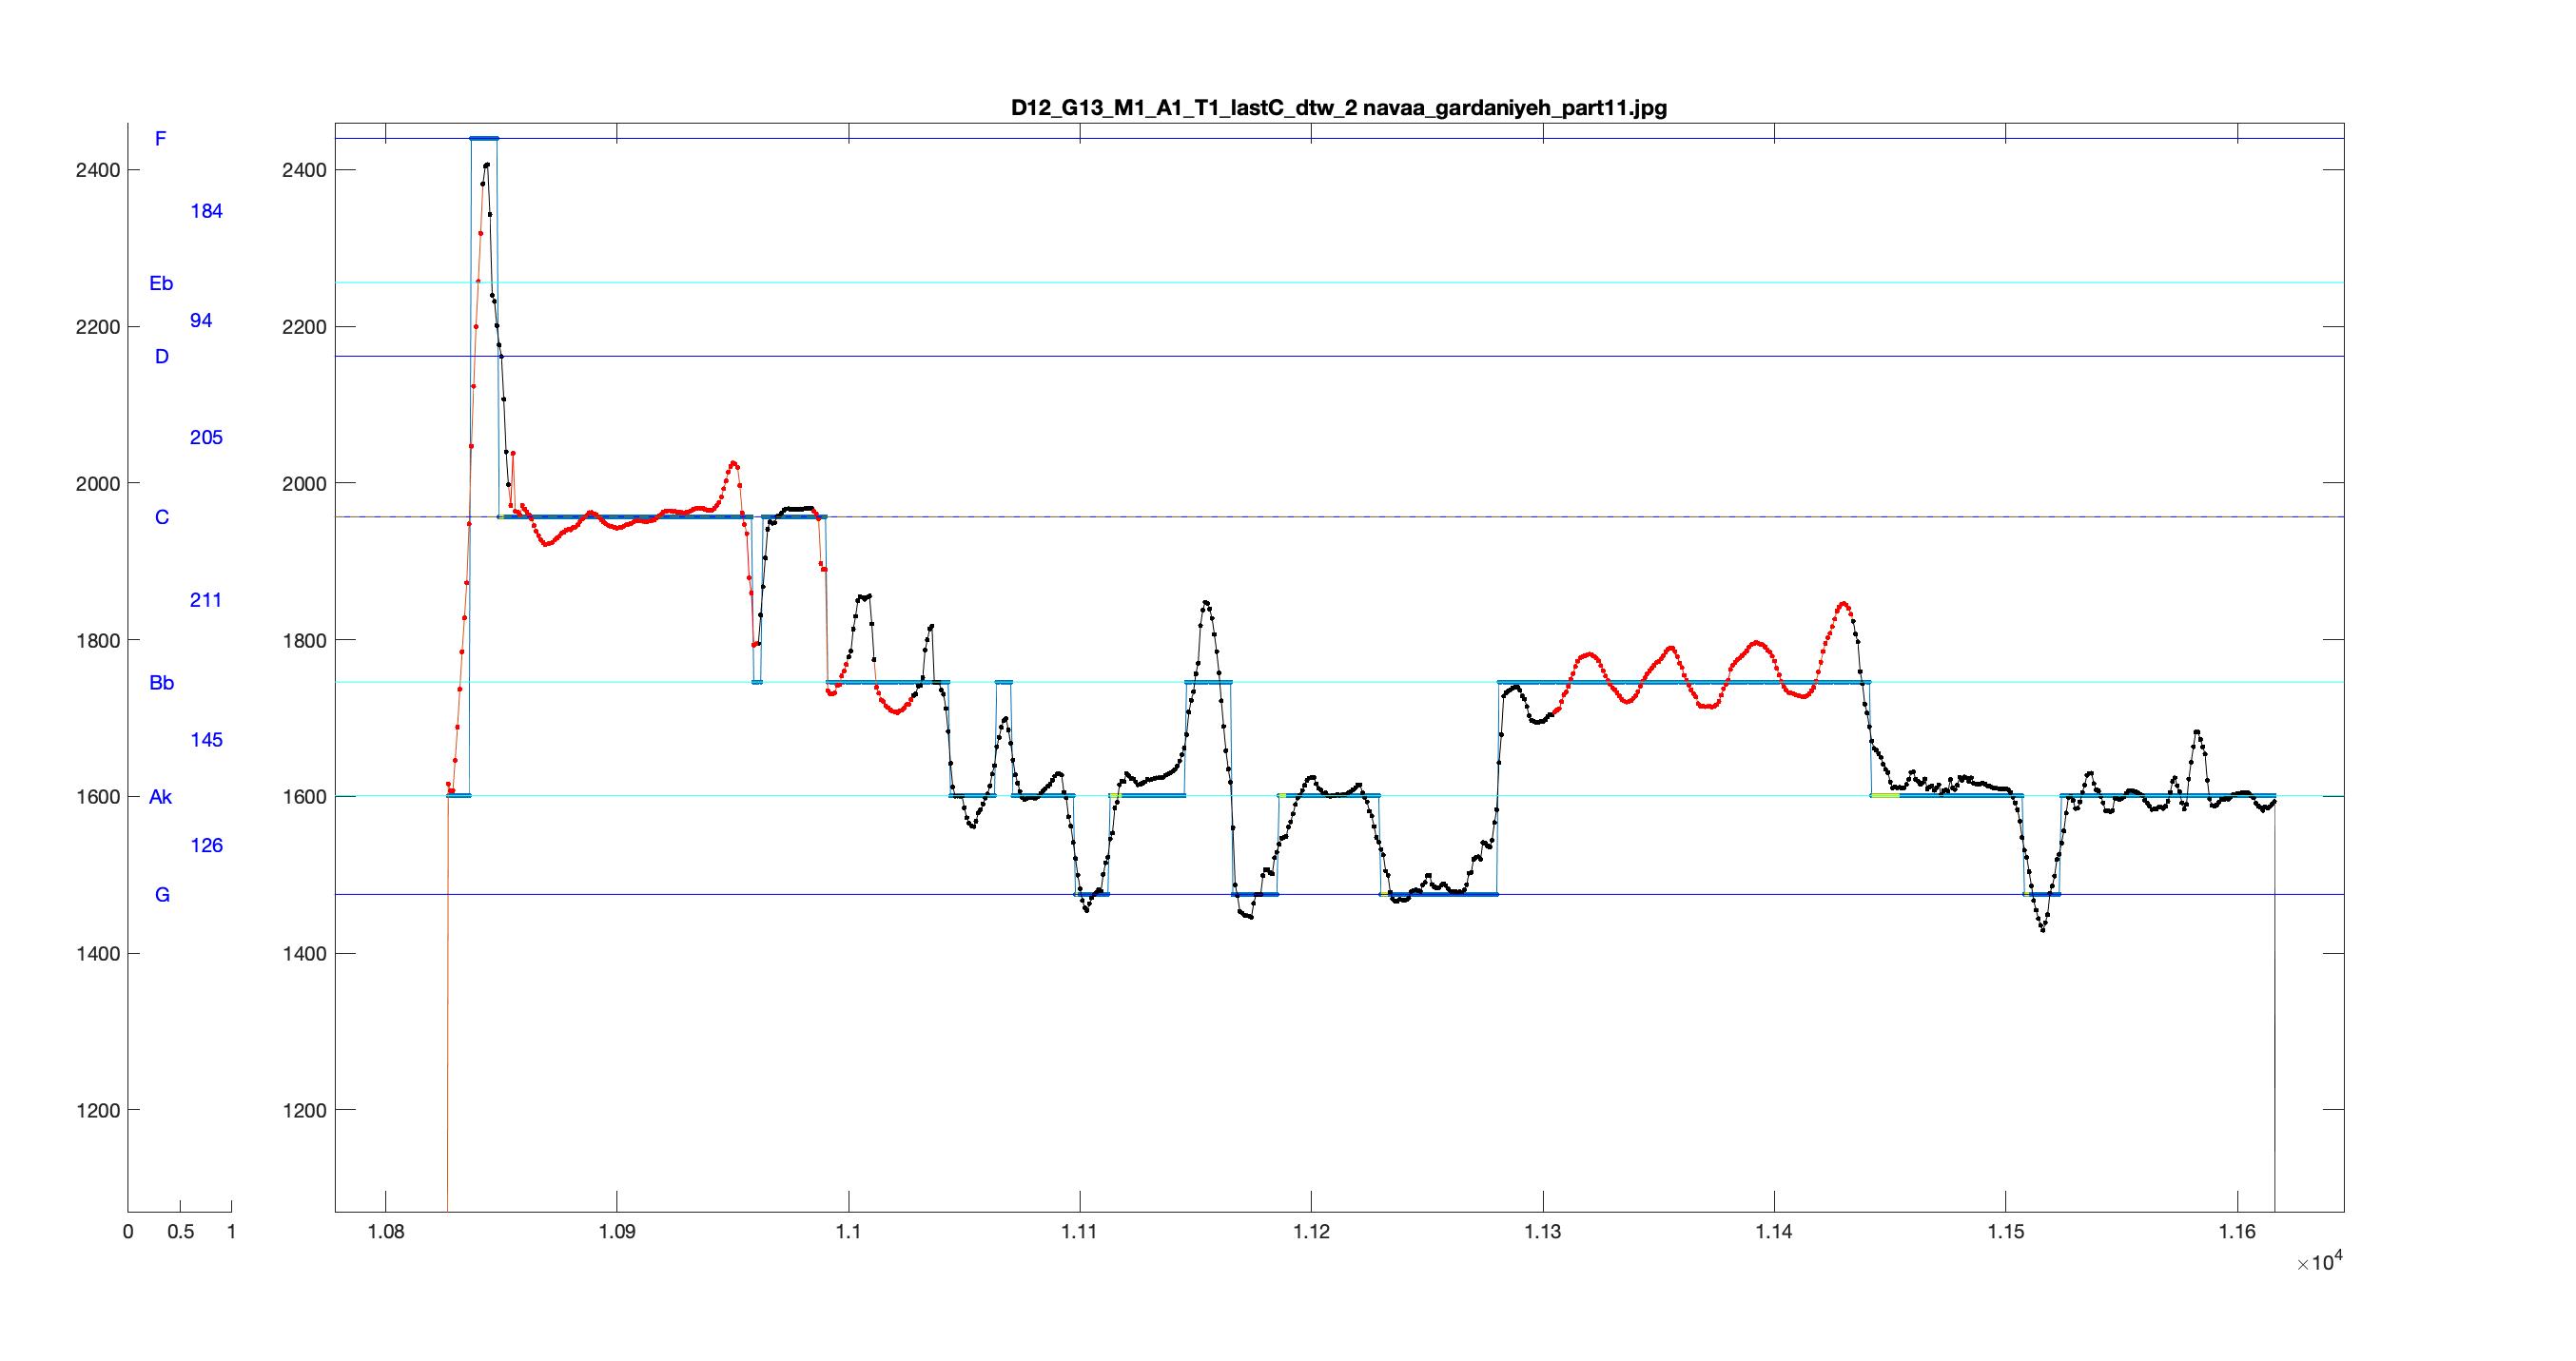 D12_G13_M1_A1_T1_lastC_dtw_2 navaa_gardaniyeh_part11.jpg
F
2400 2400
184
Eb
94
2200 2200
D
205
2000 2000
C
211
1800 1800
Bb
145
1600 Ak 1600
126
G
1400 1400
1200 1200
0 0.5 1 1.08 1.09 1.1 1.11 1.12 1.13 1.14 1.15 1.16
×10⁴